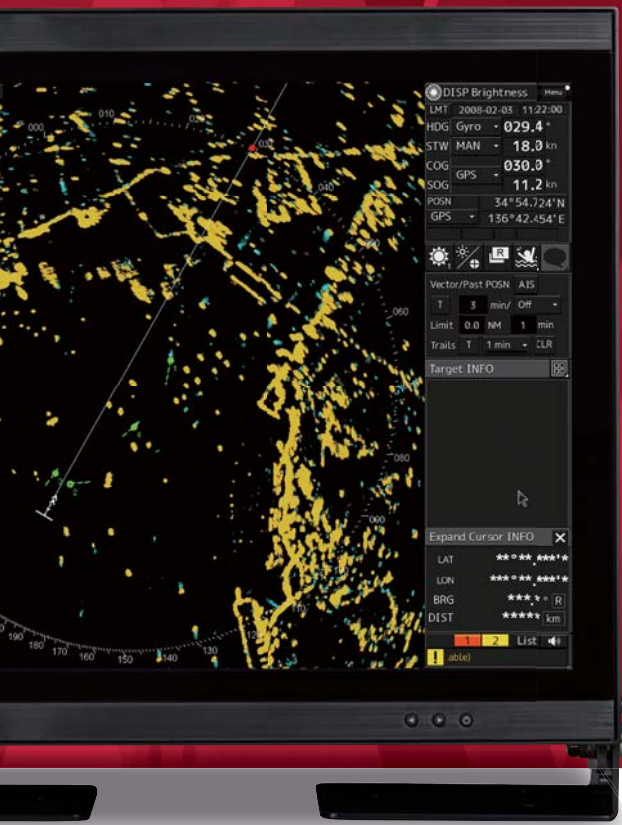 DISP Brightness Menu
LMT 2008-02-03 11:22:00
HDG Gyro 029.4°
STW MAN 18.0 kn
COG GPS 030.0°
SOG 11.2 kn
POSN 34°54.724'N
GPS 136°42.454'E
R
Vector/Past POSN AIS
T 3 min/ Off
Limit 0.0 NM 1 min
Trails T 1 min CLR
Target INFO
Expand Cursor INFO X
LAT **°**.***'*
LON ***°**.***'*
BRG ***.*° R
DIST ***** km
1 2 List
! able)
000
010
020
030
040
060
080
090
110
130
140
150
160
170
180
190